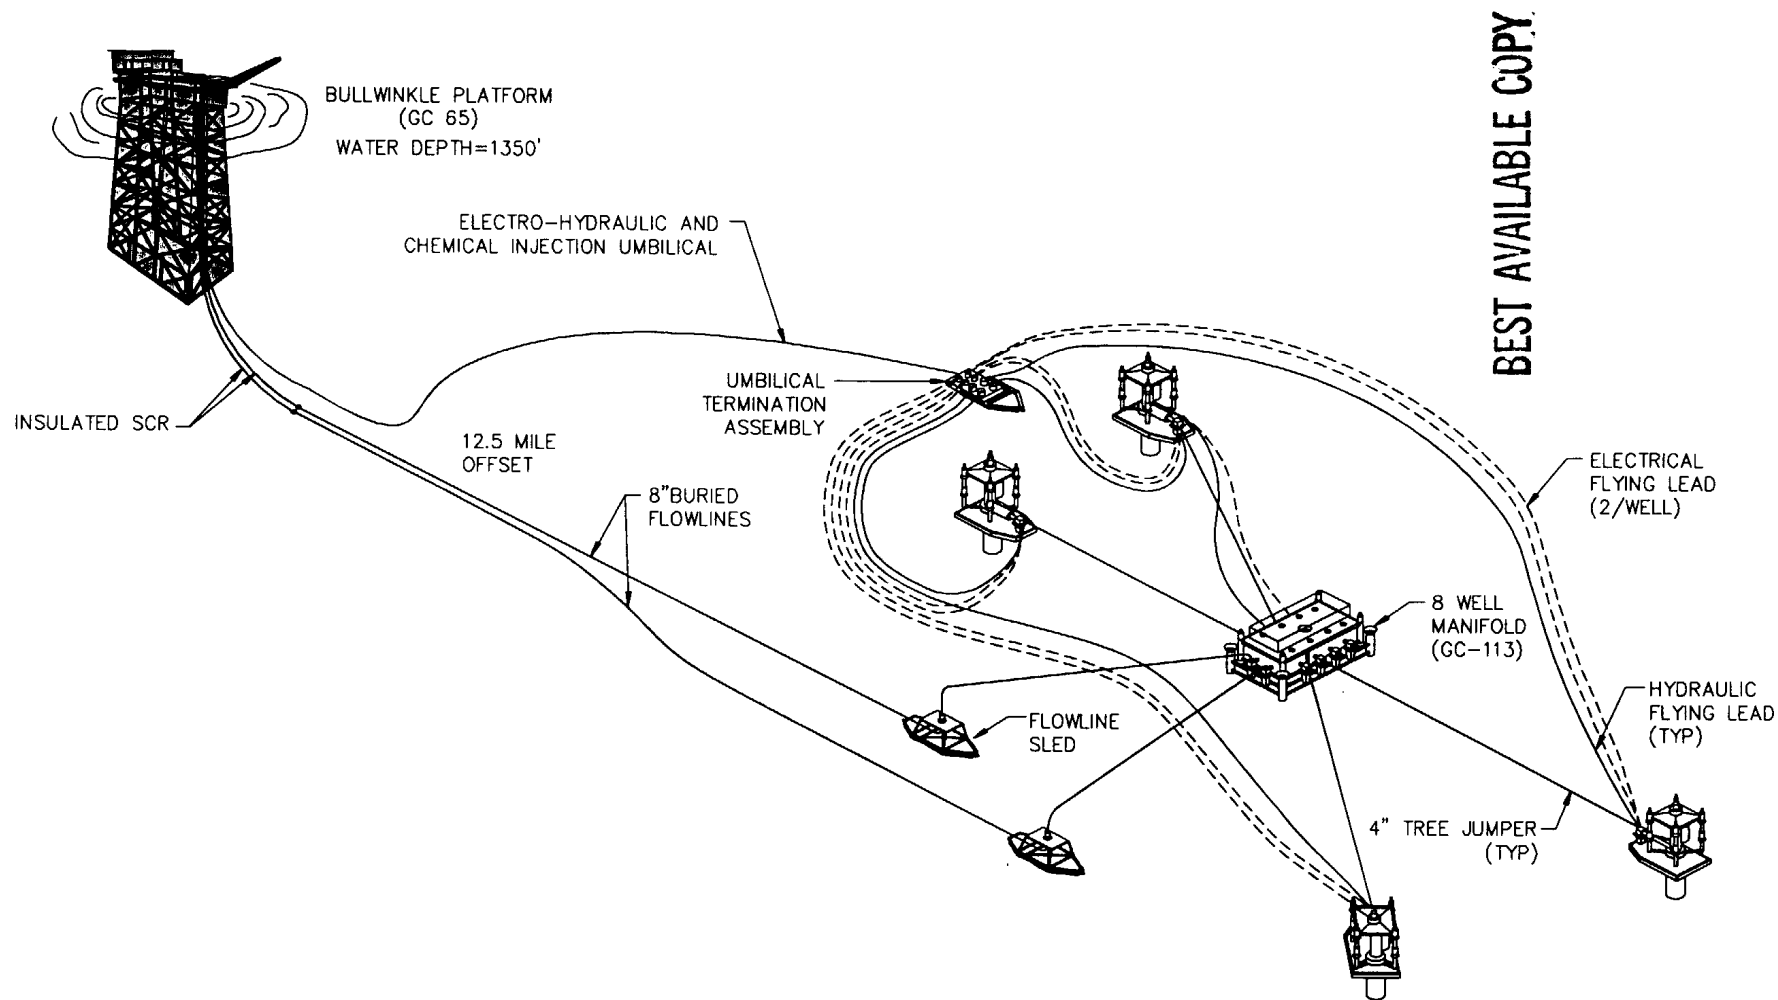 BEST AVAILABLE COPY.
BULLWINKLE PLATFORM
(GC 65)
WATER DEPTH=1350'
ELECTRO-HYDRAULIC AND
CHEMICAL INJECTION UMBILICAL
UMBILICAL
TERMINATION
ASSEMBLY
INSULATED SCR
12.5 MILE
OFFSET
8"BURIED
FLOWLINES
ELECTRICAL
FLYING LEAD
(2/WELL)
8 WELL
MANIFOLD
(GC-113)
HYDRAULIC
FLYING LEAD
(TYP)
FLOWLINE
SLED
4" TREE JUMPER
(TYP)